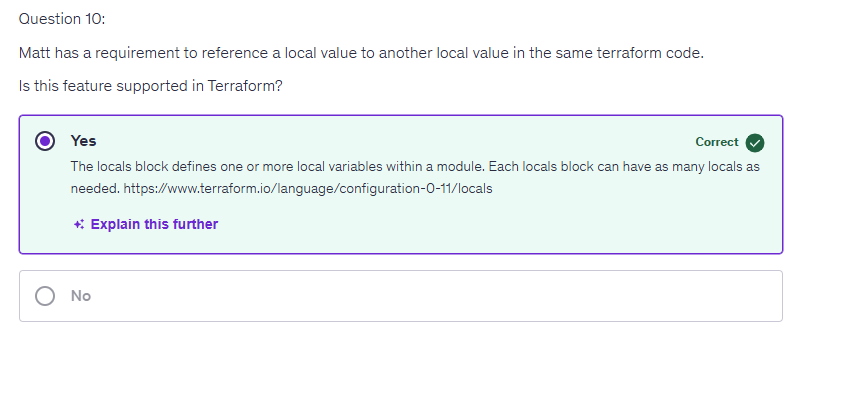 Question 10:
Matt has a requirement to reference a local value to another local value in the same terraform code.
Is this feature supported in Terraform?
Yes
Correct
The locals block defines one or more local variables within a module. Each locals block can have as many locals as
needed. https://www.terraform.io/language/configuration-0-11/locals
Explain this further
No